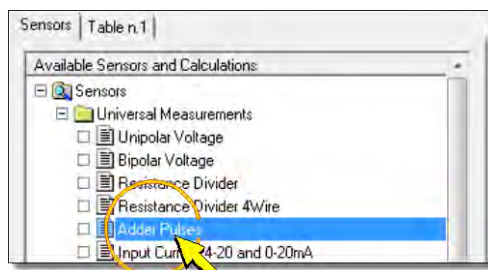 Sensors Table n.1
Available Sensors and Calculations
Sensors
Universal Measurements
Unipolar Voltage
Bipolar Voltage
Resistance Divider
Resistance Divider 4Wire
Adder Pulses
Input Current 4-20 and 0-20mA